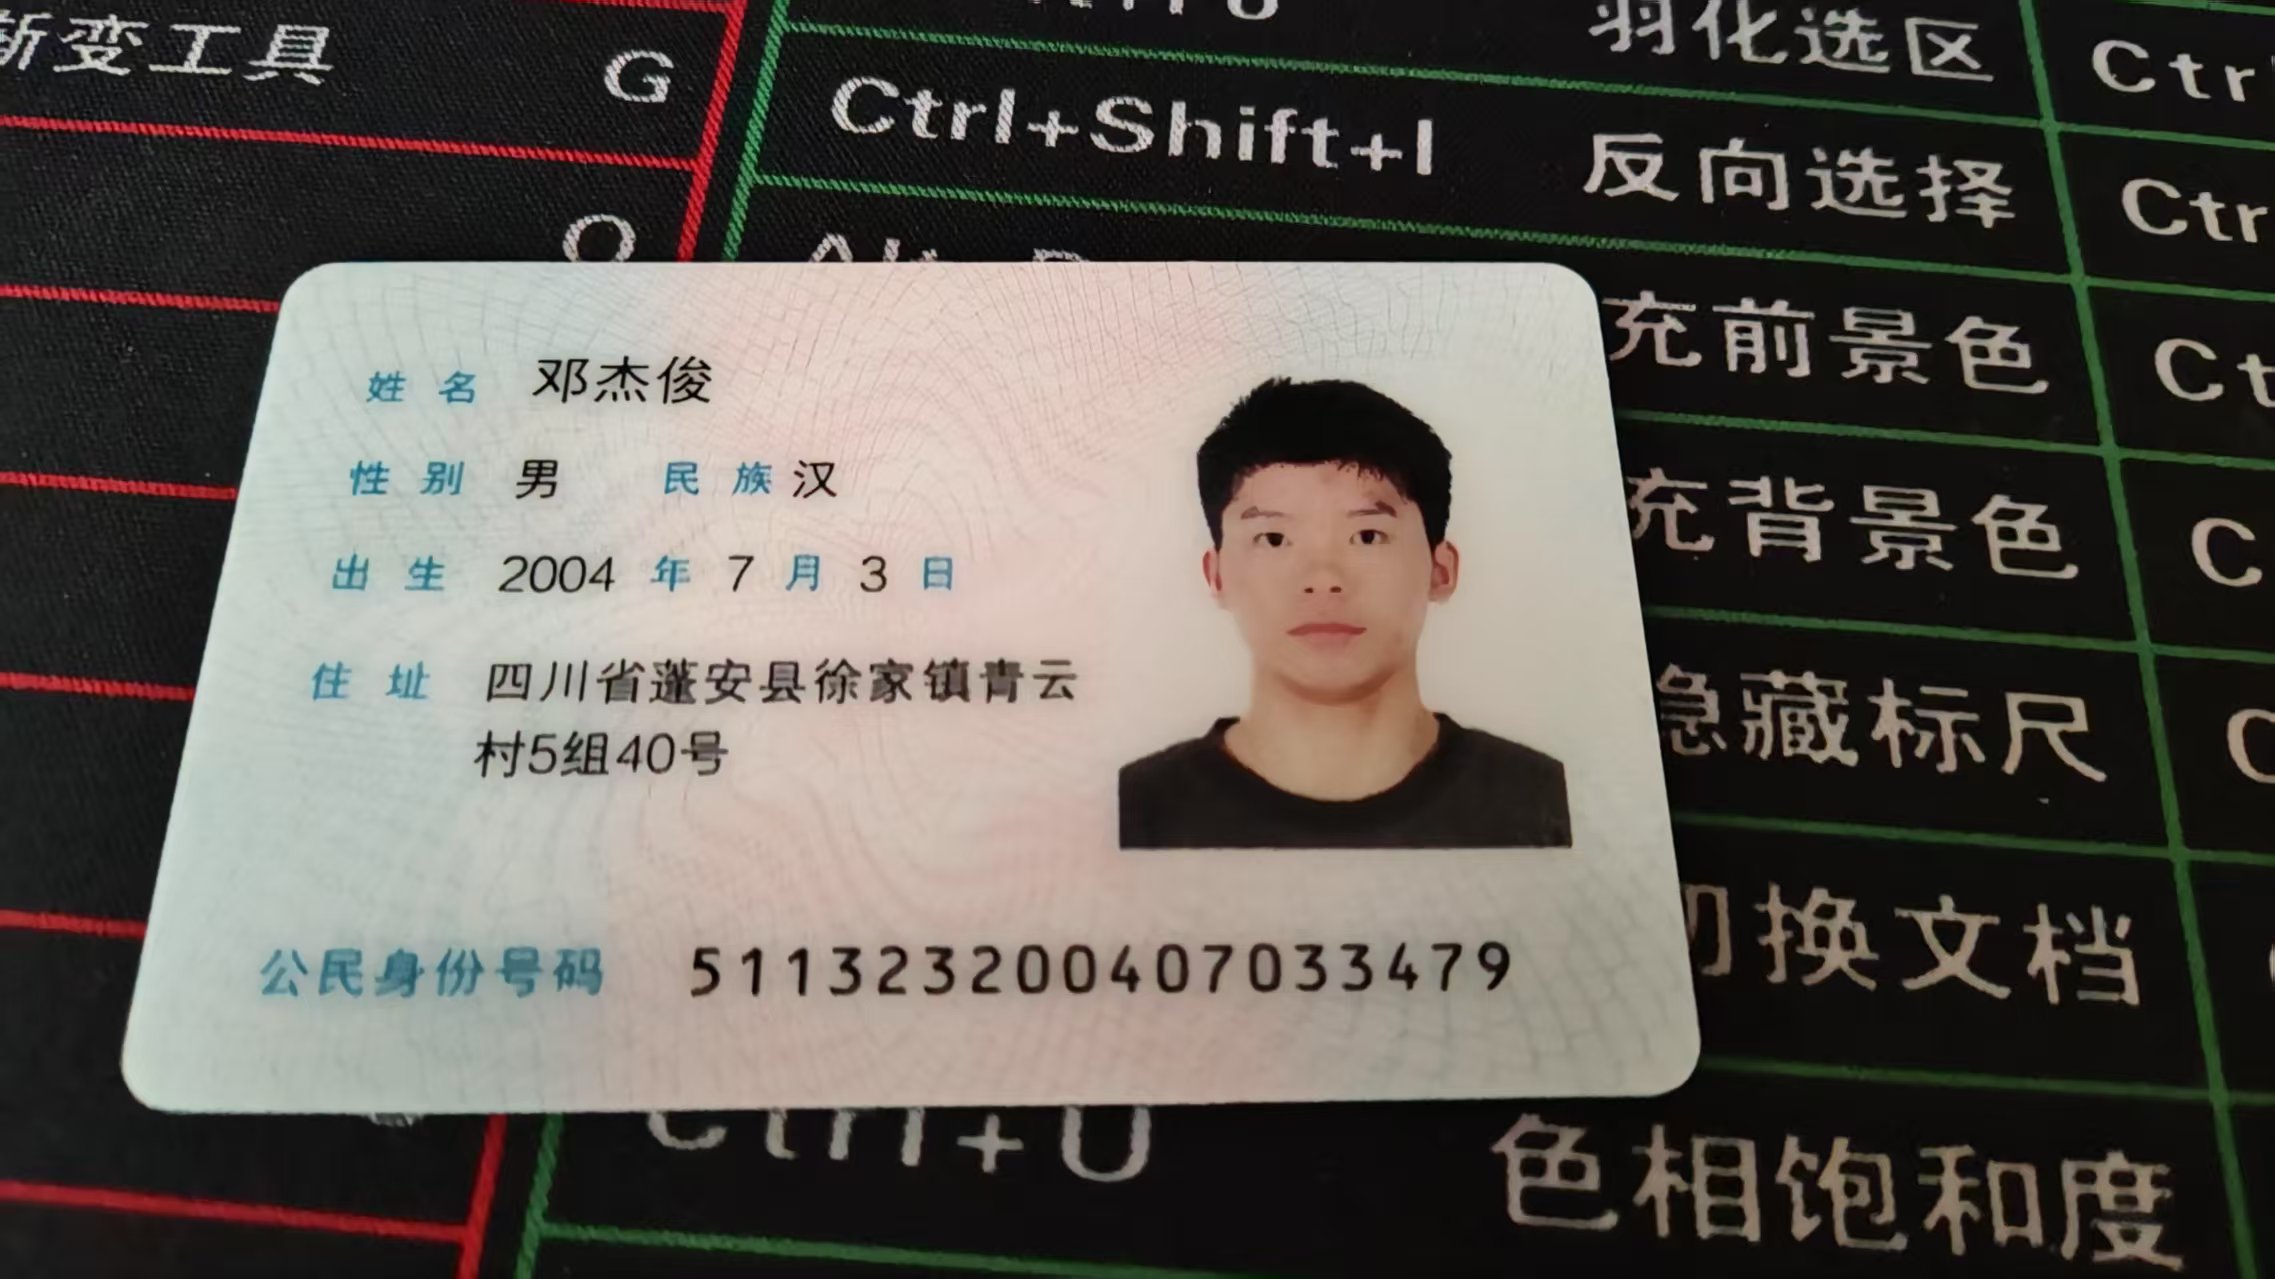 渐变工具 G
羽化选区 Ctr
Ctrl+Shift+I 反向选择 Ctr
充前景色 Ct
充背景色 C
隐藏标尺 C
切换文档
Ctrl+U 色相饱和度
姓名 邓杰俊
性别 男 民族 汉
出生 2004 年 7 月 3 日
住址 四川省蓬安县徐家镇青云
村5组40号
公民身份号码 511323200407033479